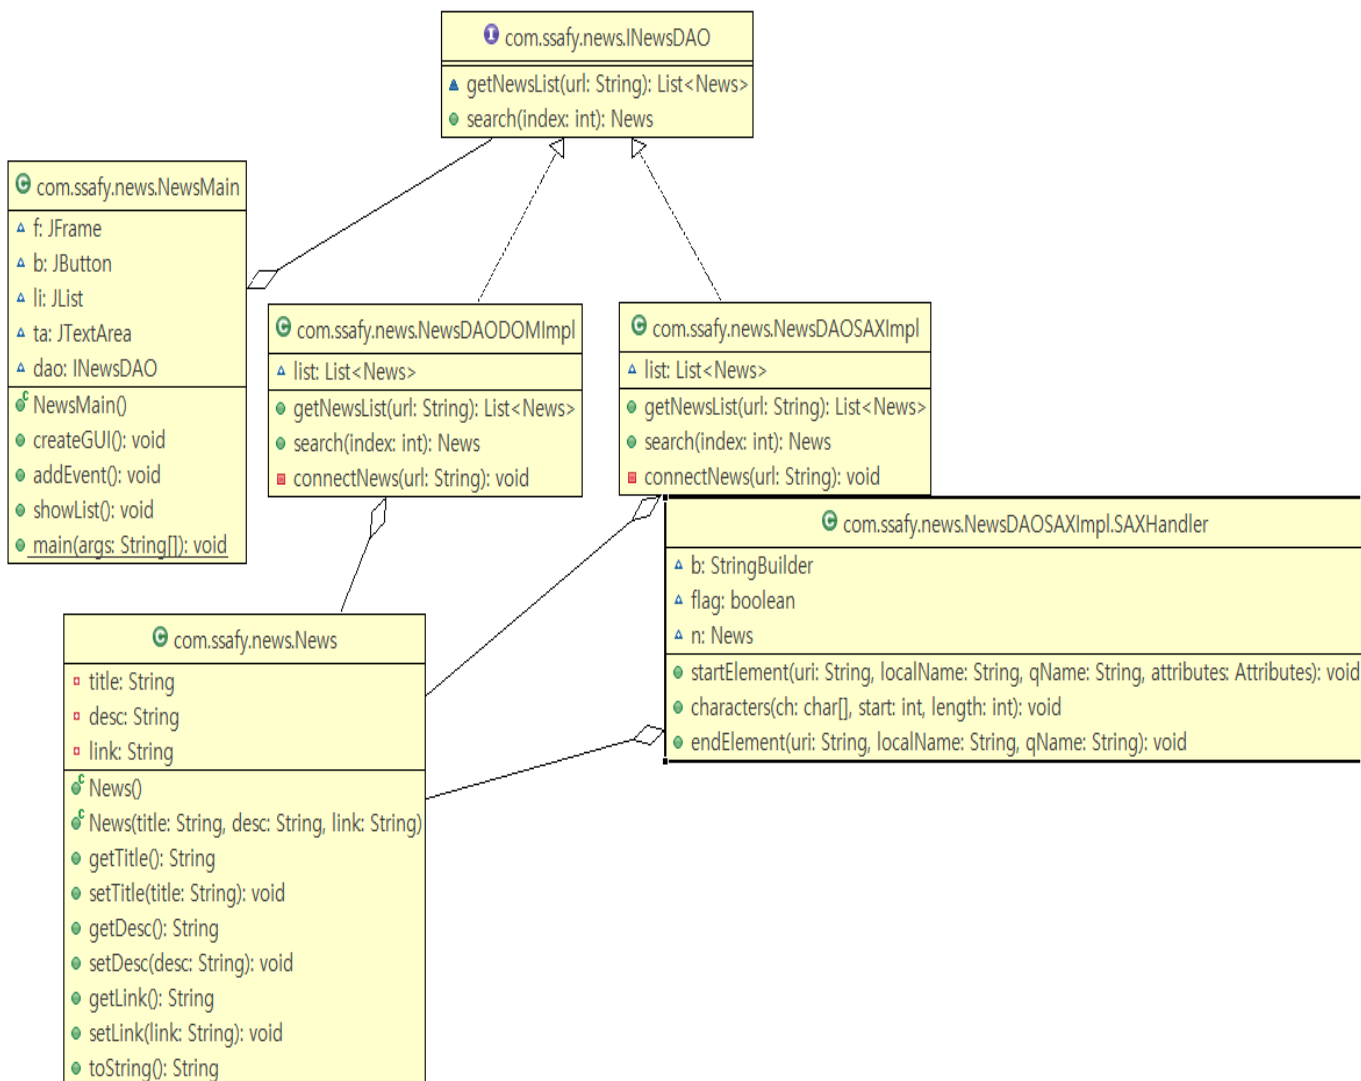 com.ssafy.news.INewsDAO
getNewsList(url: String): List<News>
search(index: int): News
com.ssafy.news.NewsMain
f: JFrame
b: JButton
li: JList
ta: JTextArea
dao: INewsDAO
NewsMain()
createGUI(): void
addEvent(): void
showList(): void
main(args: String[]): void
com.ssafy.news.NewsDAODOMImpl
list: List<News>
getNewsList(url: String): List<News>
search(index: int): News
connectNews(url: String): void
com.ssafy.news.NewsDAOSAXImpl
list: List<News>
getNewsList(url: String): List<News>
search(index: int): News
connectNews(url: String): void
com.ssafy.news.NewsDAOSAXImpl.SAXHandler
b: StringBuilder
flag: boolean
n: News
startElement(uri: String, localName: String, qName: String, attributes: Attributes): void
characters(ch: char[], start: int, length: int): void
endElement(uri: String, localName: String, qName: String): void
com.ssafy.news.News
title: String
desc: String
link: String
News()
News(title: String, desc: String, link: String)
getTitle(): String
setTitle(title: String): void
getDesc(): String
setDesc(desc: String): void
getLink(): String
setLink(link: String): void
toString(): String